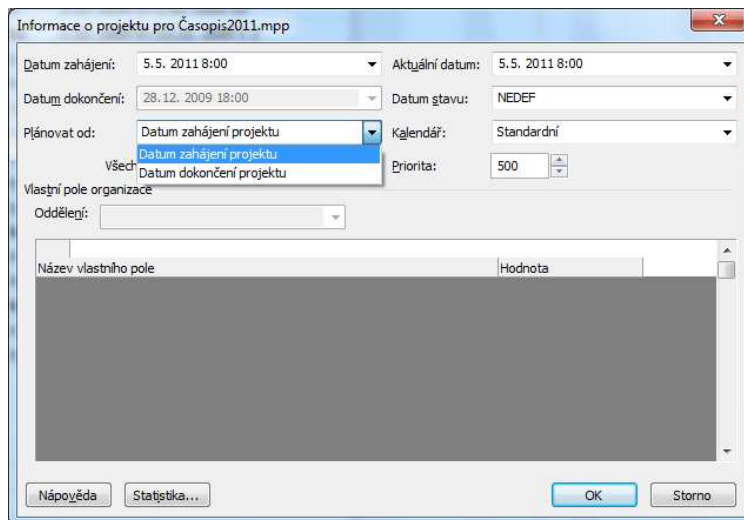 Informace o projektu pro Časopis2011.mpp
Datum zahájení: 5.5. 2011 8:00 Aktuální datum: 5.5. 2011 8:00
Datum dokončení: 28.12. 2009 18:00 Datum stavu: NEDEF
Plánovat od: Datum zahájení projektu Kalendář: Standardní
Datum zahájení projektu
Všech Datum dokončení projektu Priorita: 500
Vlastní pole organizace
Oddělení:
Název vlastního pole Hodnota
Nápověda Statistika... OK Storno